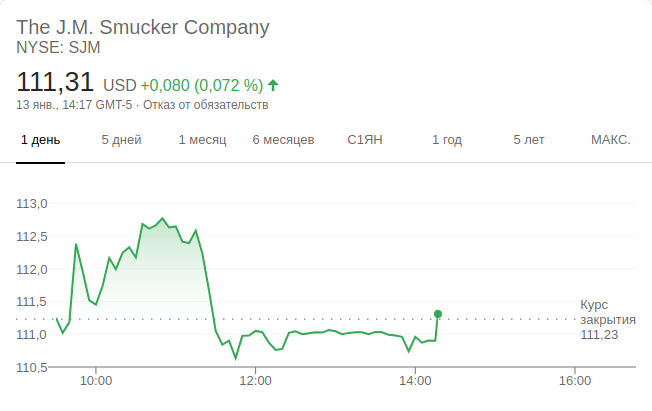 The J.M. Smucker Company
NYSE: SJM
111,31 USD +0,080 (0,072 %)
13 янв., 14:17 GMT-5 · Отказ от обязательств
1 день 5 дней 1 месяц 6 месяцев С1ЯН 1 год 5 лет МАКС.
113,0
112,5
112,0
111,5
111,0
110,5
Курс
закрытия
111,23
10:00 12:00 14:00 16:00